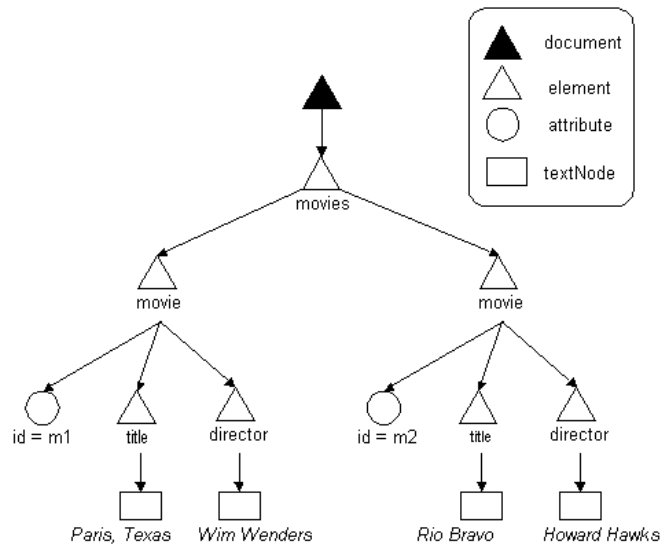 document
element
attribute
textNode
movies
movie
movie
id = m1
title
director
id = m2
title
director
Paris, Texas
Wim Wenders
Rio Bravo
Howard Hawks